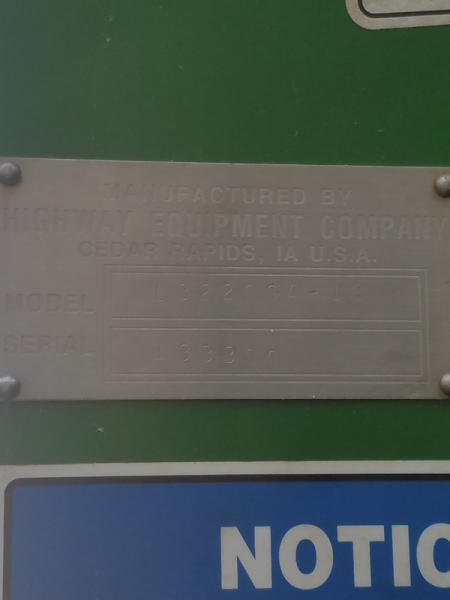 MANUFACTURED BY
HIGHWAY EQUIPMENT COMPANY
CEDAR RAPIDS, IA U.S.A.
MODEL
SERIAL
NOTIC